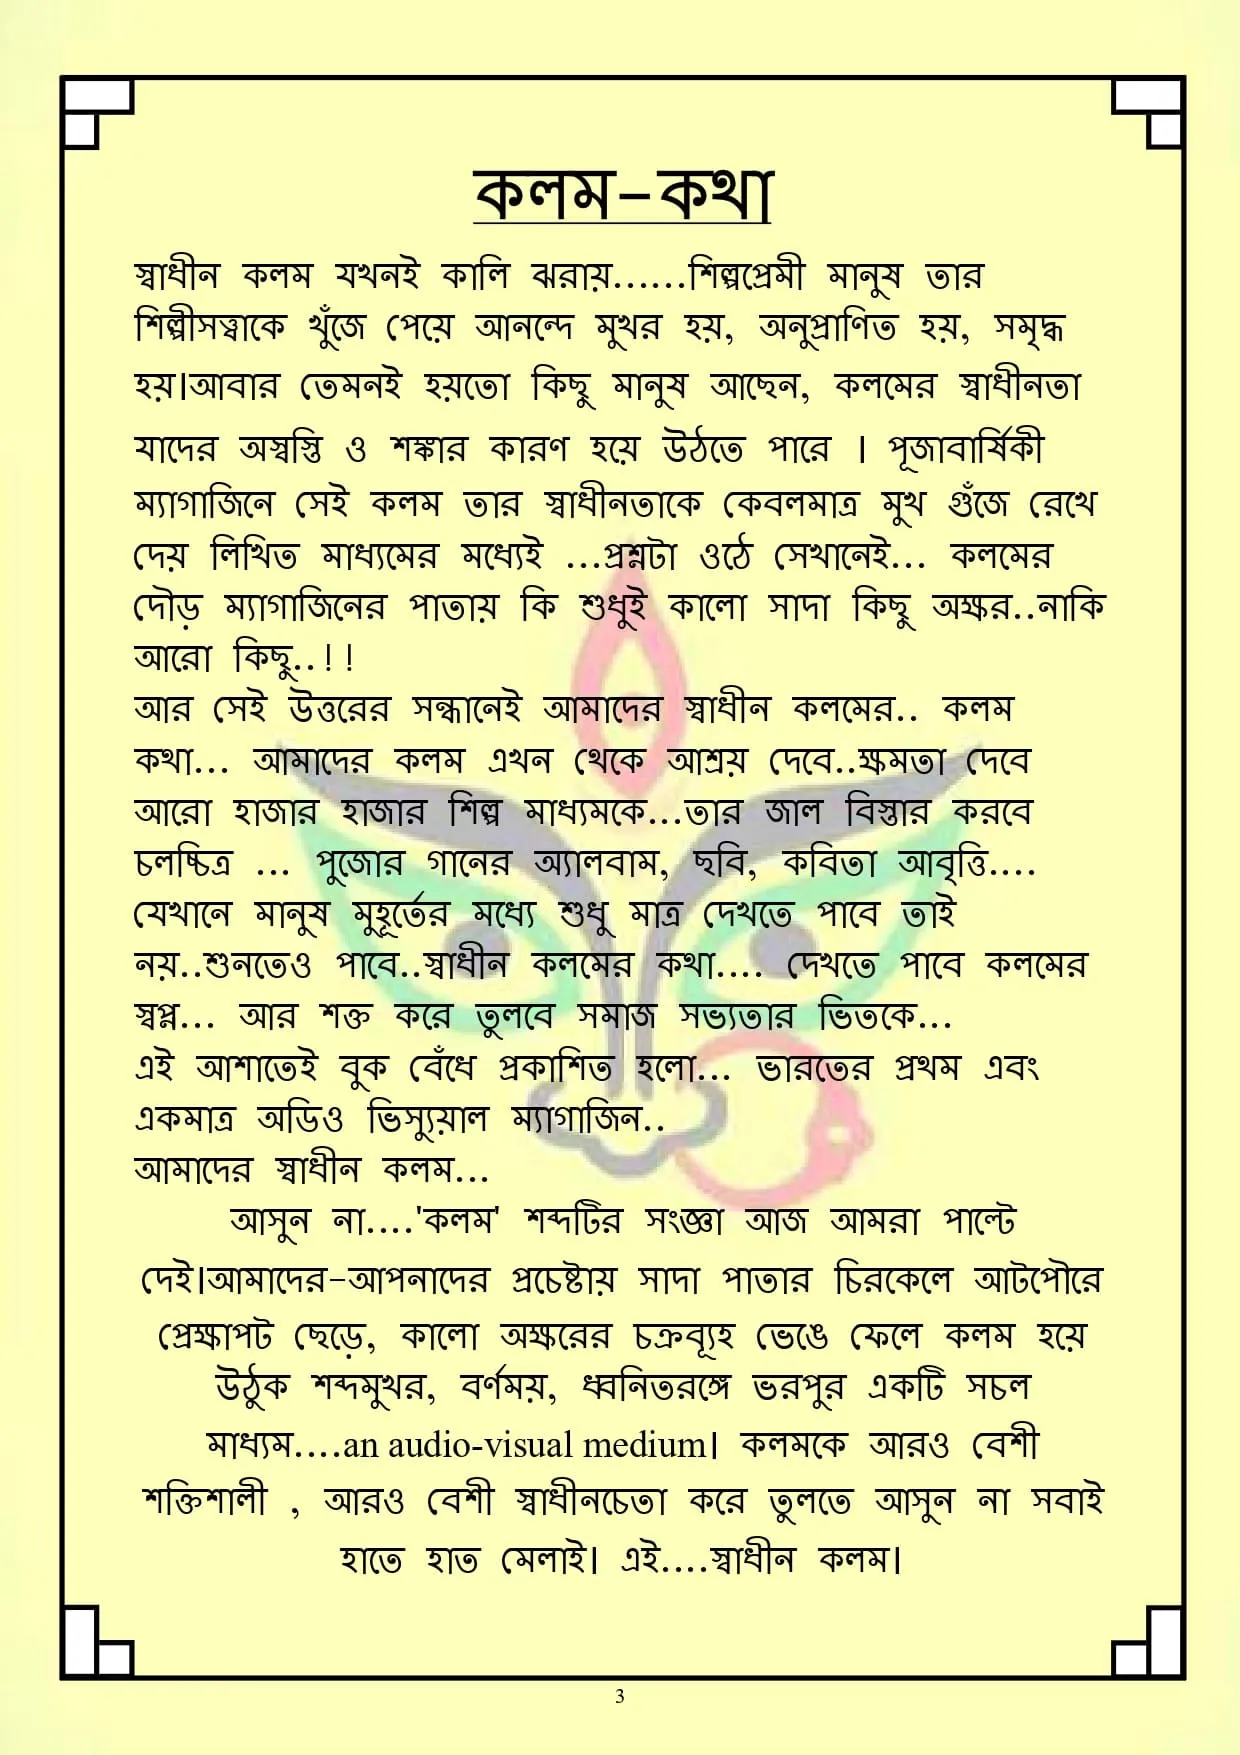 কলম-কথা
স্বাধীন কলম যখনই কালি ঝরায়......শিল্পপ্রেমী মানুষ তার
শিল্পীসত্ত্বাকে খুঁজে পেয়ে আনন্দে মুখর হয়, অনুপ্রাণিত হয়, সমৃদ্ধ
হয়।আবার তেমনই হয়তো কিছু মানুষ আছেন, কলমের স্বাধীনতা
যাদের অস্বস্তি ও শঙ্কার কারণ হয়ে উঠতে পারে । পূজাবার্ষিকী
ম্যাগাজিনে সেই কলম তার স্বাধীনতাকে কেবলমাত্র মুখ গুঁজে রেখে
দেয় লিখিত মাধ্যমের মধ্যেই ...প্রশ্নটা ওঠে সেখানেই... কলমের
দৌড় ম্যাগাজিনের পাতায় কি শুধুই কালো সাদা কিছু অক্ষর..নাকি
আরো কিছু..!!
আর সেই উত্তরের সন্ধানেই আমাদের স্বাধীন কলমের.. কলম
কথা... আমাদের কলম এখন থেকে আশ্রয় দেবে..ক্ষমতা দেবে
আরো হাজার হাজার শিল্প মাধ্যমকে...তার জাল বিস্তার করবে
চলচ্চিত্র ... পুজোর গানের অ্যালবাম, ছবি, কবিতা আবৃত্তি....
যেখানে মানুষ মুহূর্তের মধ্যে শুধু মাত্র দেখতে পাবে তাই
নয়..শুনতেও পাবে..স্বাধীন কলমের কথা.... দেখতে পাবে কলমের
স্বপ্ন... আর শক্ত করে তুলবে সমাজ সভ্যতার ভিতকে...
এই আশাতেই বুক বেঁধে প্রকাশিত হলো... ভারতের প্রথম এবং
একমাত্র অডিও ভিস্যুয়াল ম্যাগাজিন..
আমাদের স্বাধীন কলম...
আসুন না....'কলম' শব্দটির সংজ্ঞা আজ আমরা পাল্টে
দেই।আমাদের-আপনাদের প্রচেষ্টায় সাদা পাতার চিরকেলে আটপৌরে
প্রেক্ষাপট ছেড়ে, কালো অক্ষরের চক্রব্যূহ ভেঙে ফেলে কলম হয়ে
উঠুক শব্দমুখর, বর্ণময়, ধ্বনিতরঙ্গে ভরপুর একটি সচল
মাধ্যম....an audio-visual medium। কলমকে আরও বেশী
শক্তিশালী , আরও বেশী স্বাধীনচেতা করে তুলতে আসুন না সবাই
হাতে হাত মেলাই। এই....স্বাধীন কলম।
3